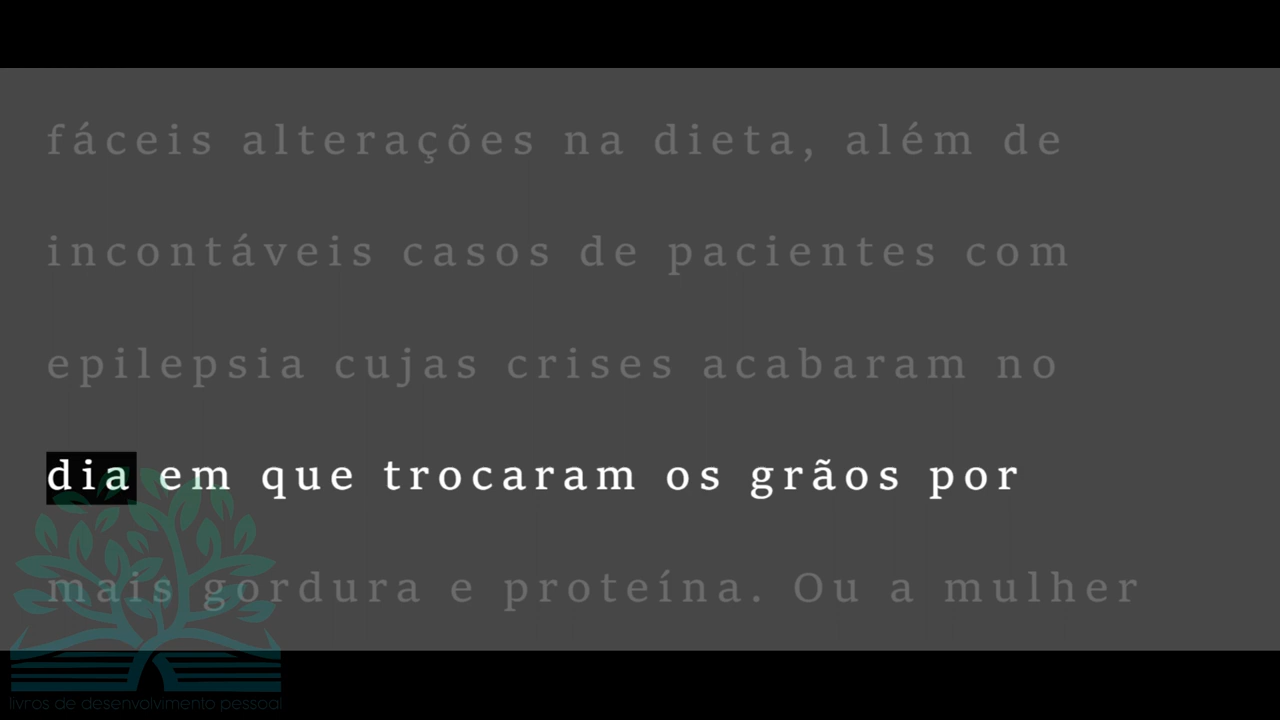 fáceis alterações na dieta, além de
incontáveis casos de pacientes com
epilepsia cujas crises acabaram no
dia em que trocaram os grãos por
mais gordura e proteína. Ou a mulher
livros de desenvolvimento pessoal